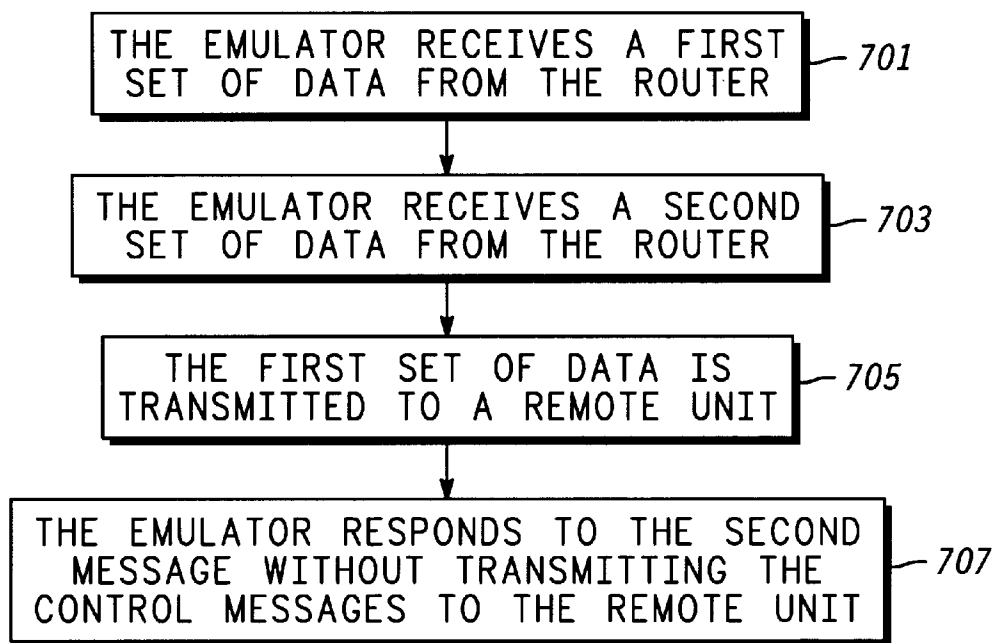 THE EMULATOR RECEIVES A FIRST
SET OF DATA FROM THE ROUTER
701
THE EMULATOR RECEIVES A SECOND
SET OF DATA FROM THE ROUTER
703
THE FIRST SET OF DATA IS
TRANSMITTED TO A REMOTE UNIT
705
THE EMULATOR RESPONDS TO THE SECOND
MESSAGE WITHOUT TRANSMITTING THE
CONTROL MESSAGES TO THE REMOTE UNIT
707